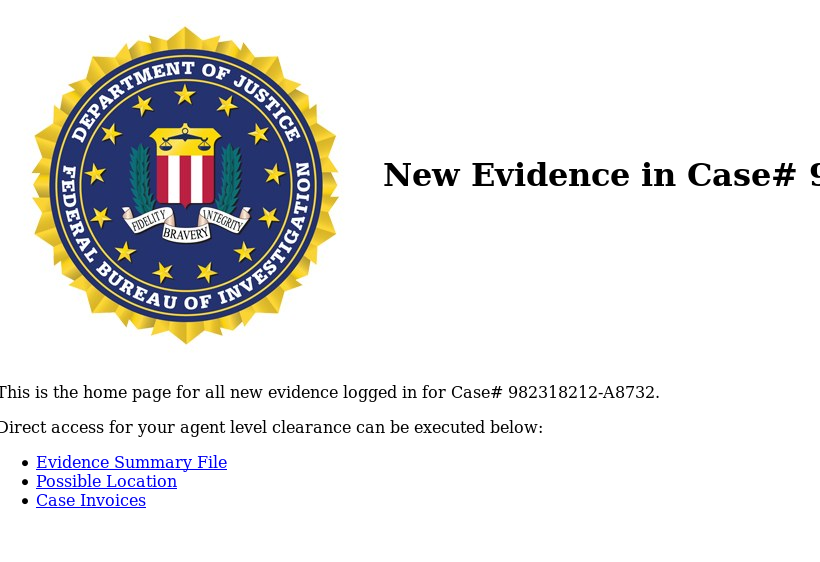 DEPARTMENT OF JUSTICE
FEDERAL BUREAU OF INVESTIGATION
FIDELITY
BRAVERY
INTEGRITY
New Evidence in Case# 9
This is the home page for all new evidence logged in for Case# 982318212-A8732.
Direct access for your agent level clearance can be executed below:
Evidence Summary File
Possible Location
Case Invoices